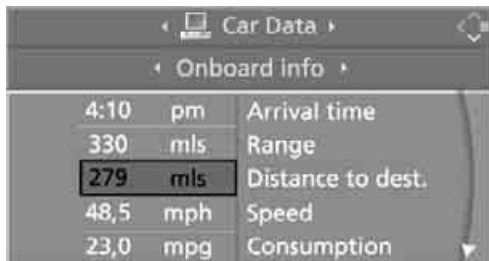 Car Data
Onboard info
4:10 pm Arrival time
330 mls Range
279 mls Distance to dest.
48,5 mph Speed
23,0 mpg Consumption